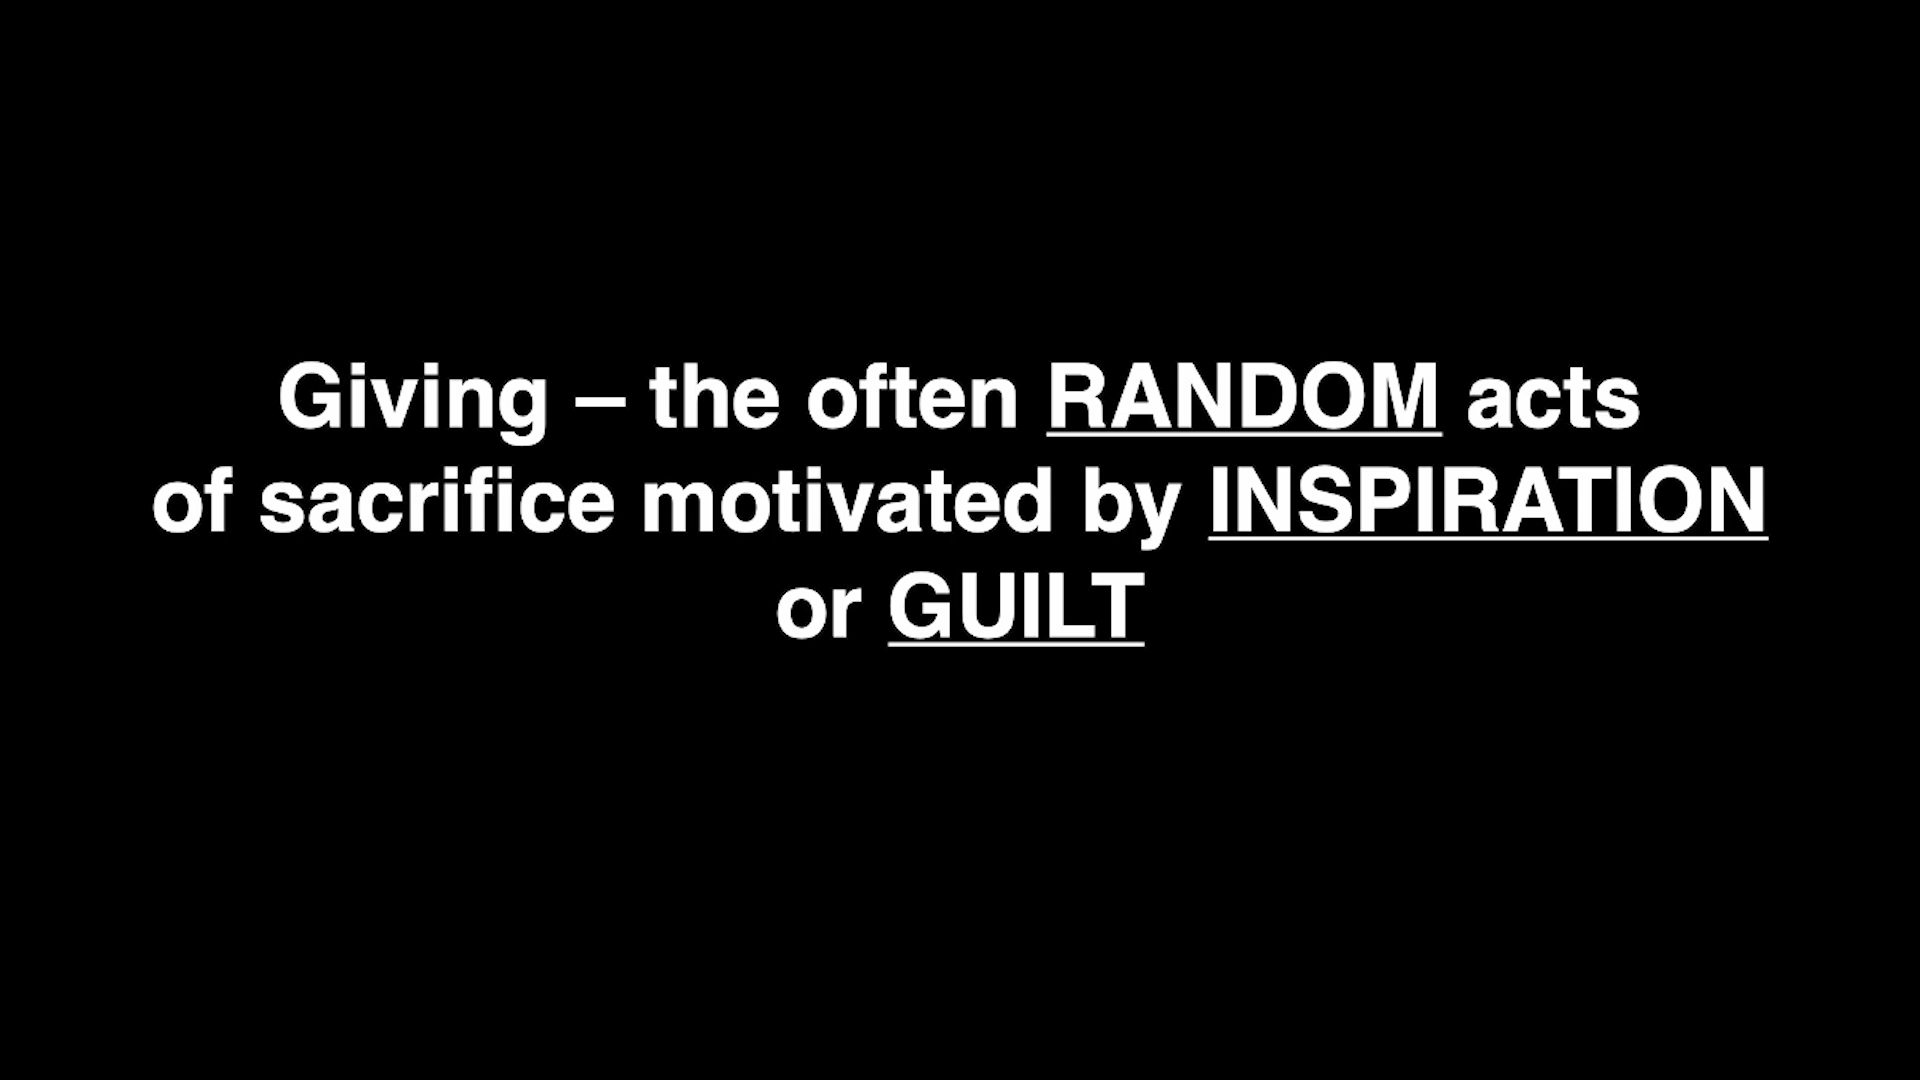 Giving – the often RANDOM acts
of sacrifice motivated by INSPIRATION
or GUILT